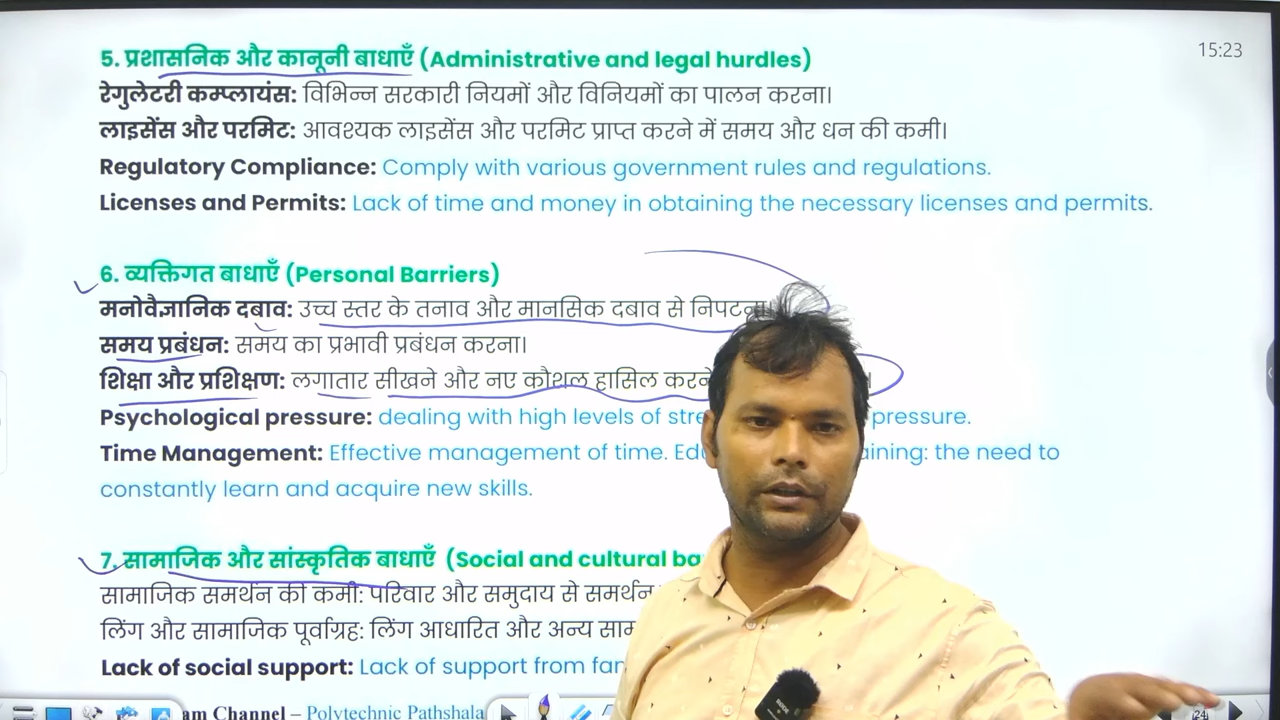 15:23
5. प्रशासनिक और कानूनी बाधाएँ (Administrative and legal hurdles)
रेगुलेटरी कम्प्लायंस: विभिन्न सरकारी नियमों और विनियमों का पालन करना।
लाइसेंस और परमिट: आवश्यक लाइसेंस और परमिट प्राप्त करने में समय और धन की कमी।
Regulatory Compliance: Comply with various government rules and regulations.
Licenses and Permits: Lack of time and money in obtaining the necessary licenses and permits.
6. व्यक्तिगत बाधाएँ (Personal Barriers)
मनोवैज्ञानिक दबाव: उच्च स्तर के तनाव और मानसिक दबाव से निपटना।
समय प्रबंधन: समय का प्रभावी प्रबंधन करना।
शिक्षा और प्रशिक्षण: लगातार सीखने और नए कौशल हासिल करने
Psychological pressure: dealing with high levels of pressure.
Time Management: Effective management of time. the need to
constantly learn and acquire new skills.
7. सामाजिक और सांस्कृतिक बाधाएँ (Social and cultural
सामाजिक समर्थन की कमी: परिवार और समुदाय से समर्थन
लिंग और सामाजिक पूर्वाग्रह: लिंग आधारित और अन्य
Lack of social support: Lack of support from
am Channel – Polytechnic Pathshala
24